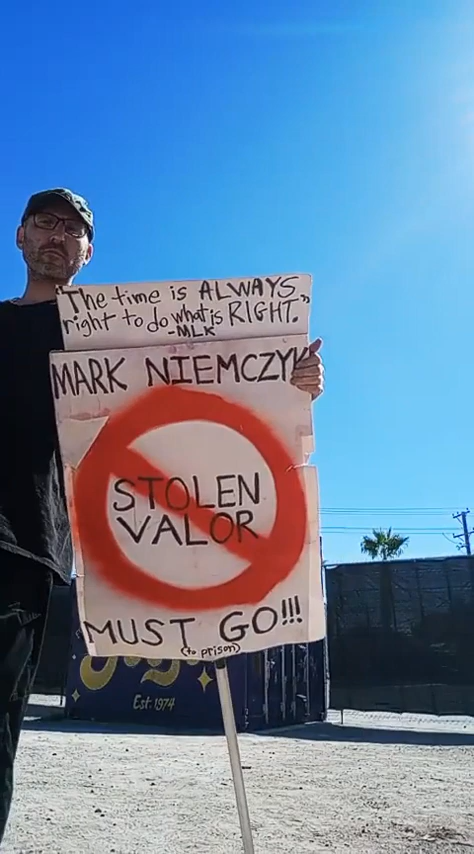 "The time is ALWAYS
right to do what is RIGHT."
-MLK
MARK NIEMCZYK
STOLEN
VALOR
MUST GO!!!
(to prison)
Est. 1974